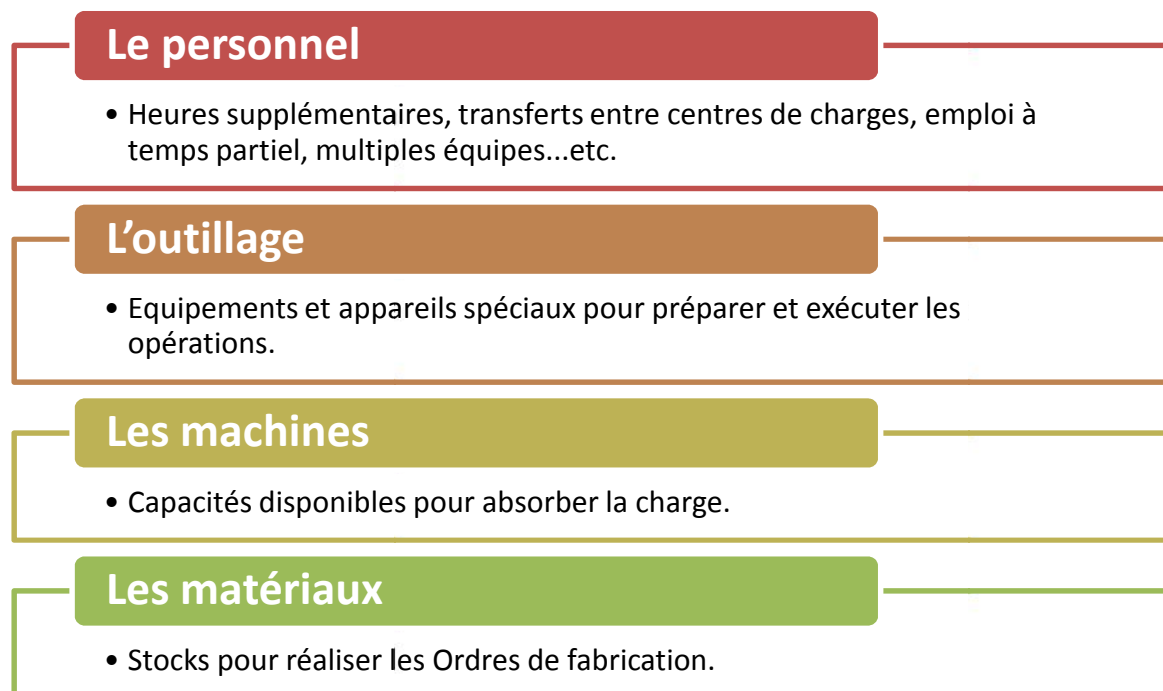 Le personnel
• Heures supplémentaires, transferts entre centres de charges, emploi à
temps partiel, multiples équipes...etc.
L’outillage
• Equipements et appareils spéciaux pour préparer et exécuter les
opérations.
Les machines
• Capacités disponibles pour absorber la charge.
Les matériaux
• Stocks pour réaliser les Ordres de fabrication.